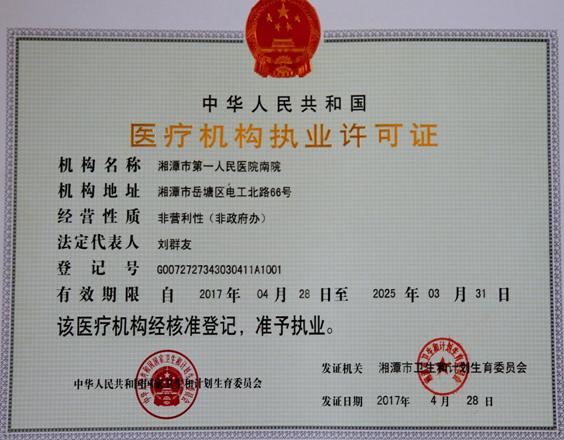 中华人民共和国
医疗机构执业许可证
机构名称 湘潭市第一人民医院南院
机构地址 湘潭市岳塘区电工北路66号
经营性质 非营利性（非政府办）
法定代表人 刘群友
登记号 G0072727343030411A1001
有效期限 自 2017 年 04 月 28 日至 2025 年 03 月 31 日
该医疗机构经核准登记，准予执业。
中华人民共和国国家卫生和计划生育委员会
发证机关 湘潭市卫生和计划生育委员会
发证日期 2017年 4 月 28 日